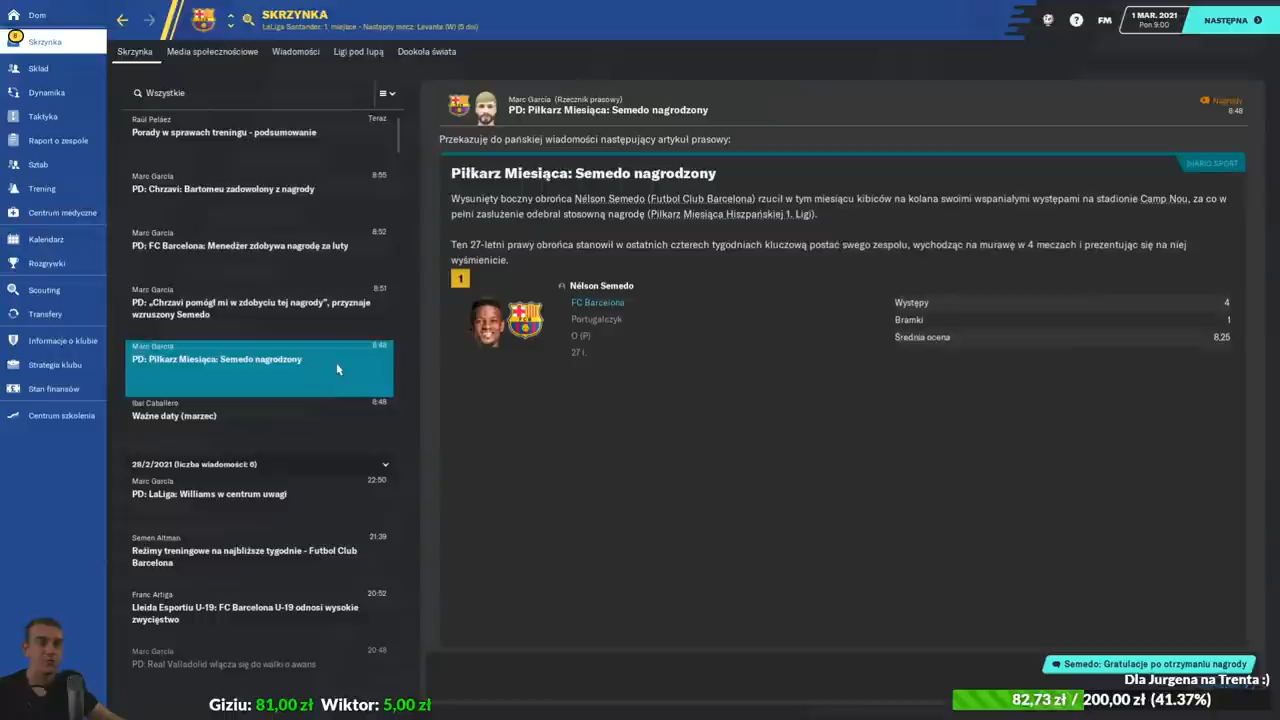 Dom
SKRZYNKA
LaLiga Santander: 1. miejsce - Następny mecz: Levante (W) (5 dni)
FM
1 MAR. 2021
Pon 9:00
NASTĘPNA
8
Skrzynka
Skład
Dynamika
Taktyka
Raport o zespole
Sztab
Trening
Centrum medyczne
Kalendarz
Rozgrywki
Scouting
Transfery
Informacje o klubie
Strategia klubu
Stan finansów
Centrum szkolenia
Skrzynka
Media społecznościowe
Wiadomości
Ligi pod lupą
Dookoła świata
Wszystkie
Raúl Peláez
Teraz
Porady w sprawach treningu - podsumowanie
Marc García
8:55
PD: Chrzavi: Bartomeu zadowolony z nagrody
Marc García
8:52
PD: FC Barcelona: Menedżer zdobywa nagrodę za luty
Marc García
8:51
PD: „Chrzavi pomógł mi w zdobyciu tej nagrody”, przyznaje
wzruszony Semedo
Marc García
8:48
PD: Piłkarz Miesiąca: Semedo nagrodzony
Ibai Caballero
8:48
Ważne daty (marzec)
28/2/2021 (liczba wiadomości: 6)
Marc García
22:50
PD: LaLiga: Williams w centrum uwagi
Semen Altman
21:39
Reżimy treningowe na najbliższe tygodnie - Futbol Club
Barcelona
Franc Artiga
20:52
Lleida Esportiu U-19: FC Barcelona U-19 odnosi wysokie
zwycięstwo
Marc García
20:48
PD: Real Valladolid włącza się do walki o awans
Marc García (Rzecznik prasowy)
PD: Piłkarz Miesiąca: Semedo nagrodzony
Nagrody
8:48
Przekazuję do pańskiej wiadomości następujący artykuł prasowy:
DIARIO SPORT
Piłkarz Miesiąca: Semedo nagrodzony
Wysunięty boczny obrońca Nélson Semedo (Futbol Club Barcelona) rzucił w tym miesiącu kibiców na kolana swoimi wspaniałymi występami na stadionie Camp Nou, za co w
pełni zasłużenie odebrał stosowną nagrodę (Piłkarz Miesiąca Hiszpańskiej 1. Ligi).
Ten 27-letni prawy obrońca stanowił w ostatnich czterech tygodniach kluczową postać swego zespołu, wychodząc na murawę w 4 meczach i prezentując się na niej
wyśmienicie.
1
Nélson Semedo
FC Barcelona
Portugalczyk
O (P)
27 l.
Występy 4
Bramki 1
Średnia ocena 8,25
Semedo: Gratulacje po otrzymaniu nagrody
Dla Jurgena na Trenta :)
Giziu: 81,00 zł Wiktor: 5,00 zł
82,73 zł / 200,00 zł (41.37%)